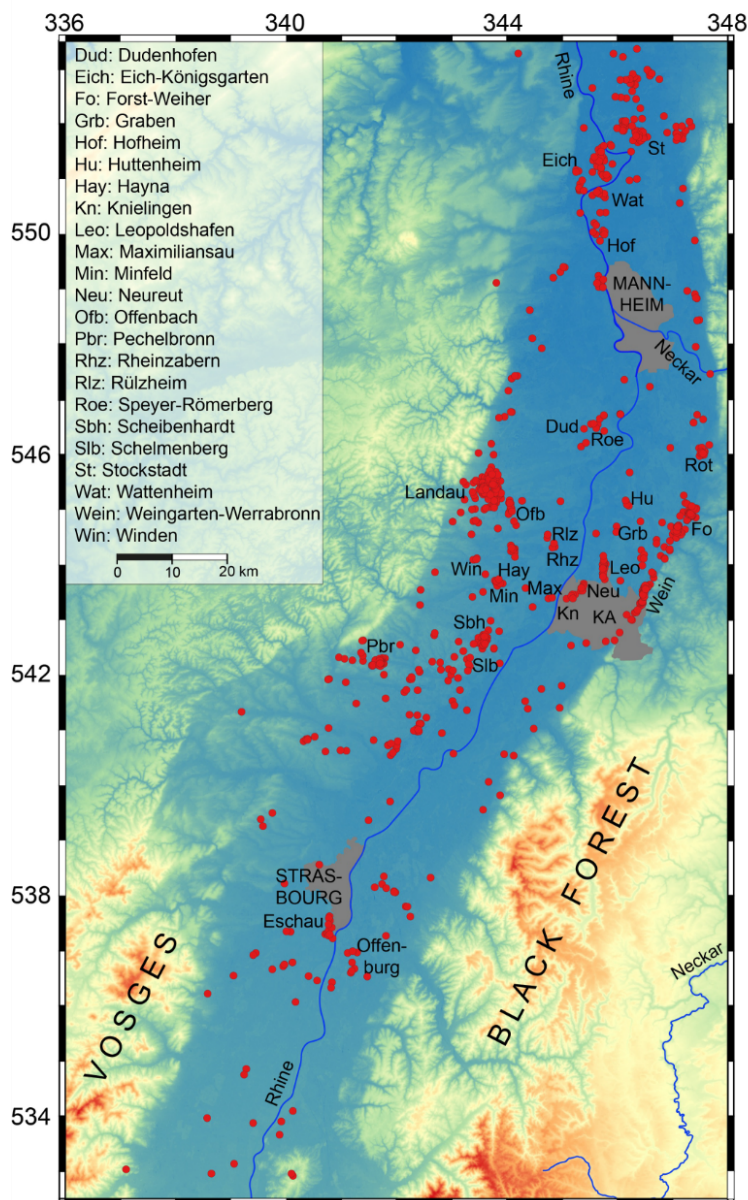 336 340 344 348
Dud: Dudenhofen
Eich: Eich-Königsgarten
Fo: Forst-Weiher
Grb: Graben
Hof: Hofheim
Hu: Huttenheim
Hay: Hayna
Kn: Knielingen
Leo: Leopoldshafen
Max: Maximiliansau
Min: Minfeld
Neu: Neureut
Ofb: Offenbach
Pbr: Pechelbronn
Rhz: Rheinzabern
Rlz: Rülzheim
Roe: Speyer-Römerberg
Sbh: Scheibenhardt
Slb: Schelmenberg
St: Stockstadt
Wat: Wattenheim
Wein: Weingarten-Werrabronn
Win: Winden
0 10 20 km
Rhine
St
Eich
Wat
550
Hof
MANN-
HEIM
Neckar
Dud
Roe
546
Rot
Landau
Hu
Ofb
Fo
Rlz
Grb
Rhz
Win
Hay
Leo
Min
Max
Neu
Wein
Kn
KA
Sbh
Pbr
Slb
542
BLACK FOREST
STRAS-
BOURG
538
Eschau
Offen-
burg
Neckar
VOSGES
Rhine
534